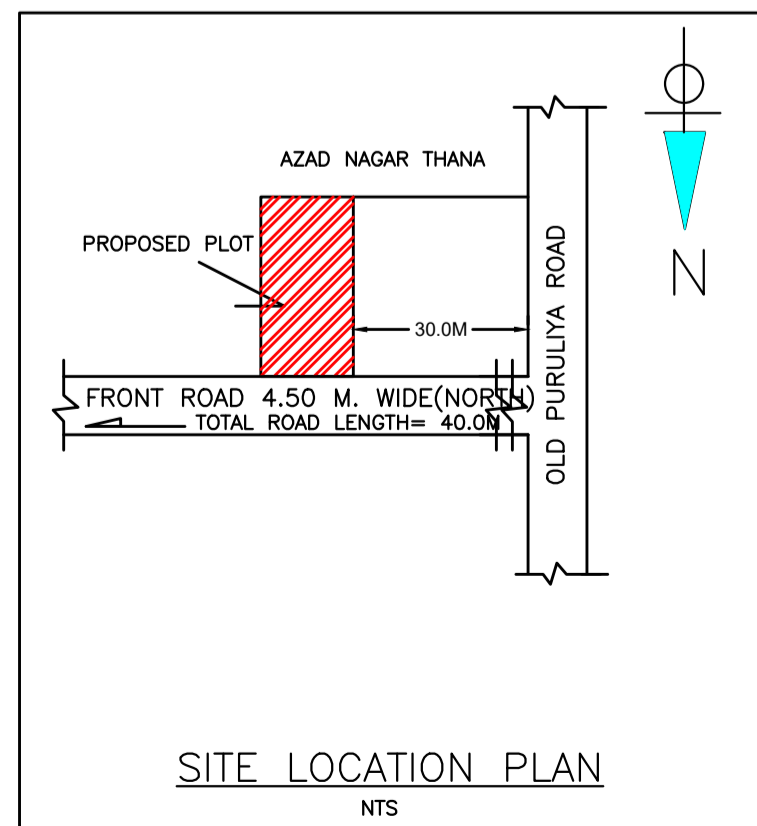 AZAD NAGAR THANA
PROPOSED PLOT
N
30.0M
OLD PURULIYA ROAD
FRONT ROAD 4.50 M. WIDE(NORTH)
TOTAL ROAD LENGTH= 40.0M
SITE LOCATION PLAN
NTS